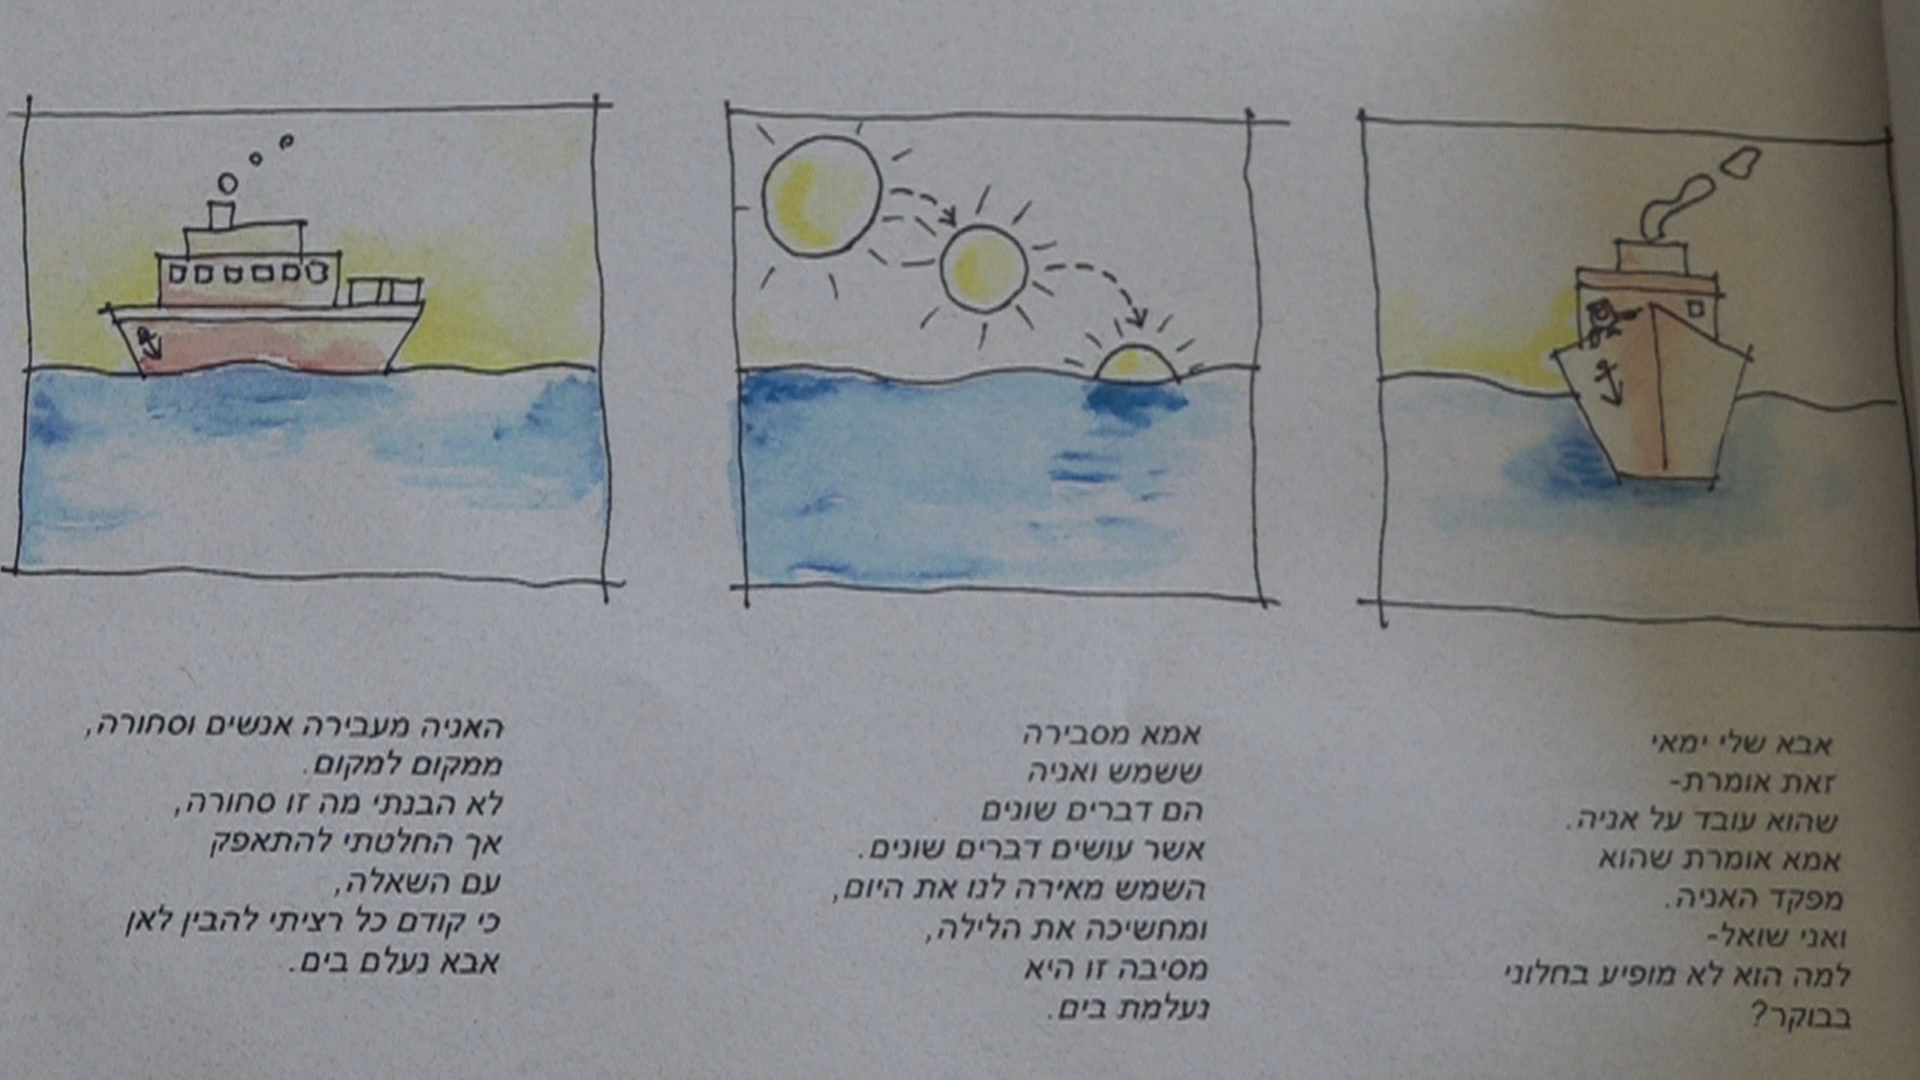 אבא שלי ימאי
זאת אומרת-
שהוא עובד על אניה.
אמא אומרת שהוא
מפקד האניה.
ואני שואל-
למה הוא לא מופיע בחלוני
בבוקר?
אמא מסבירה
ששמש ואניה
הם דברים שונים
אשר עושים דברים שונים.
השמש מאירה לנו את היום,
ומחשיכה את הלילה,
מסיבה זו היא
נעלמת בים.
האניה מעבירה אנשים וסחורה,
ממקום למקום.
לא הבנתי מה זו סחורה,
אך החלטתי להתאפק
עם השאלה,
כי קודם כל רציתי להבין לאן
אבא נעלם בים.